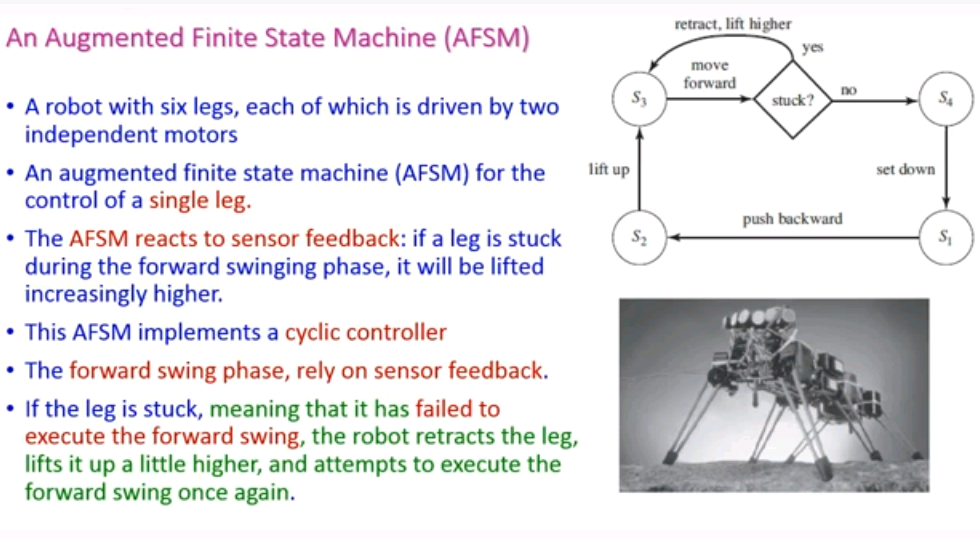 An Augmented Finite State Machine (AFSM)
• A robot with six legs, each of which is driven by two
independent motors
• An augmented finite state machine (AFSM) for the
control of a single leg.
• The AFSM reacts to sensor feedback: if a leg is stuck
during the forward swinging phase, it will be lifted
increasingly higher.
• This AFSM implements a cyclic controller
• The forward swing phase, rely on sensor feedback.
• If the leg is stuck, meaning that it has failed to
execute the forward swing, the robot retracts the leg,
lifts it up a little higher, and attempts to execute the
forward swing once again.
retract, lift higher
yes
move
forward
S3
stuck?
no
S4
lift up
set down
push backward
S2
S1